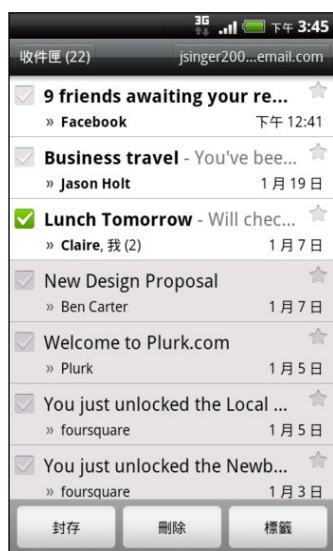 3G 下午 3:45
收件匣 (22) jsinger200...email.com
9 friends awaiting your re...
» Facebook 下午 12:41
Business travel - You've bee...
» Jason Holt 1 月 19 日
Lunch Tomorrow - Will chec...
» Claire, 我 (2) 1 月 7 日
New Design Proposal
» Ben Carter 1 月 7 日
Welcome to Plurk.com
» Plurk 1 月 5 日
You just unlocked the Local ...
» foursquare 1 月 5 日
You just unlocked the Newb...
» foursquare 1 月 3 日
封存 刪除 標籤